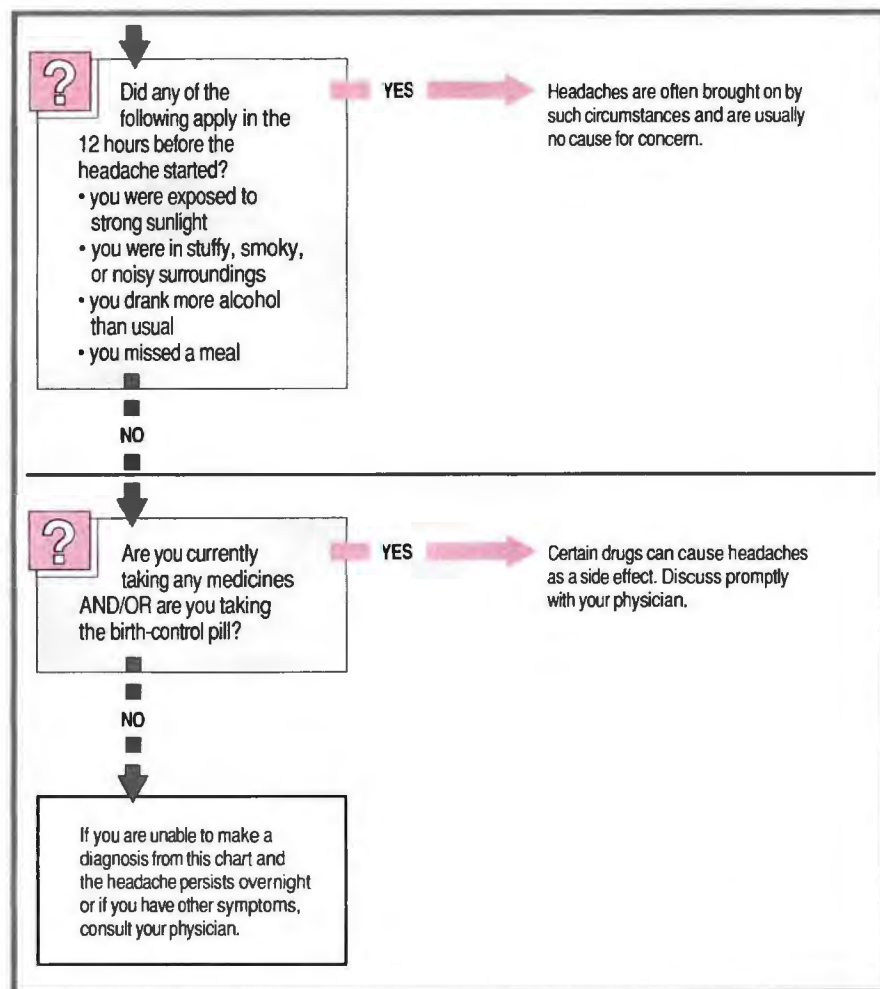 ?
Did any of the
following apply in the
12 hours before the
headache started?
• you were exposed to
strong sunlight
• you were in stuffy, smoky,
or noisy surroundings
• you drank more alcohol
than usual
• you missed a meal
YES
Headaches are often brought on by
such circumstances and are usually
no cause for concern.
NO
?
Are you currently
taking any medicines
AND/OR are you taking
the birth-control pill?
YES
Certain drugs can cause headaches
as a side effect. Discuss promptly
with your physician.
NO
If you are unable to make a
diagnosis from this chart and
the headache persists overnight
or if you have other symptoms,
consult your physician.